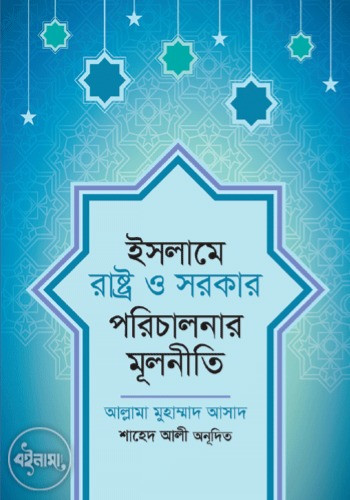 ইসলামে
রাষ্ট্র ও সরকার
পরিচালনার
মূলনীতি
আল্লামা মুহাম্মাদ আসাদ
শাহেদ আলী অনূদিত
বইনামা